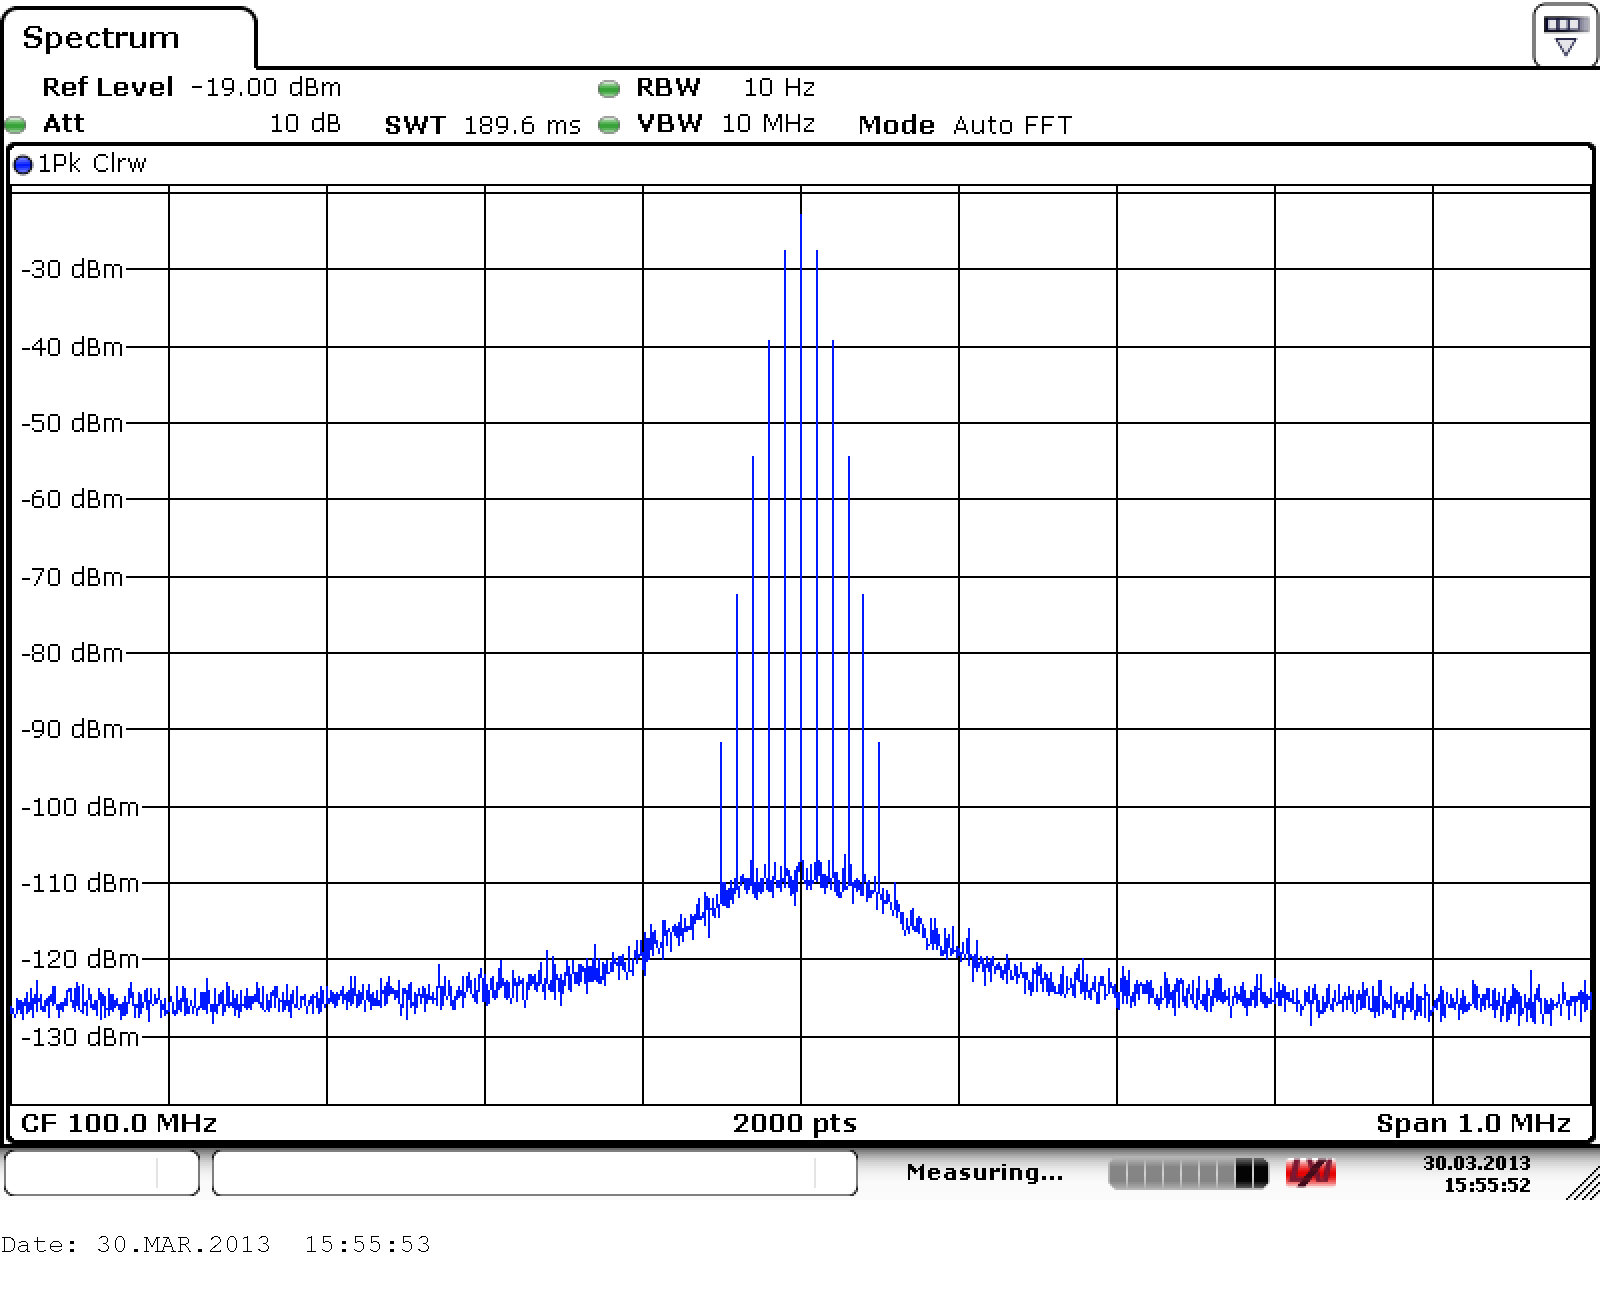 Spectrum
Ref Level -19.00 dBm RBW 10 Hz
Att 10 dB SWT 189.6 ms VBW 10 MHz Mode Auto FFT
1Pk Clrw
-30 dBm
-40 dBm
-50 dBm
-60 dBm
-70 dBm
-80 dBm
-90 dBm
-100 dBm
-110 dBm
-120 dBm
-130 dBm
CF 100.0 MHz 2000 pts Span 1.0 MHz
Measuring... LXI 30.03.2013
15:55:52
Date: 30.MAR.2013 15:55:53